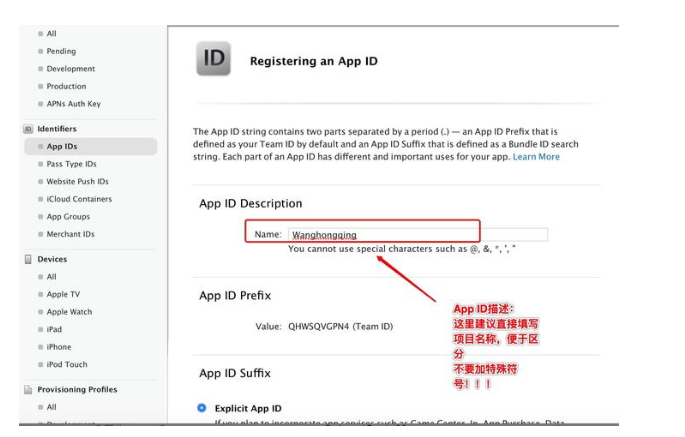 All
Pending
Development
Production
APNs Auth Key
ID Identifiers
App IDs
Pass Type IDs
Website Push IDs
iCloud Containers
App Groups
Merchant IDs
Devices
All
Apple TV
Apple Watch
iPad
iPhone
iPod Touch
Provisioning Profiles
All
ID
Registering an App ID
The App ID string contains two parts separated by a period (.) — an App ID Prefix that is
defined as your Team ID by default and an App ID Suffix that is defined as a Bundle ID search
string. Each part of an App ID has different and important uses for your app. Learn More
App ID Description
Name: Wanghongqing
You cannot use special characters such as @, &, *, ', "
App ID Prefix
Value: QHWSQVGPN4 (Team ID)
App ID描述：
这里建议直接填写
项目名称，便于区
分
不要加特殊符
号！！！
App ID Suffix
Explicit App ID
If you plan to incorporate app services such as Game Center, In-App Purchase, Data